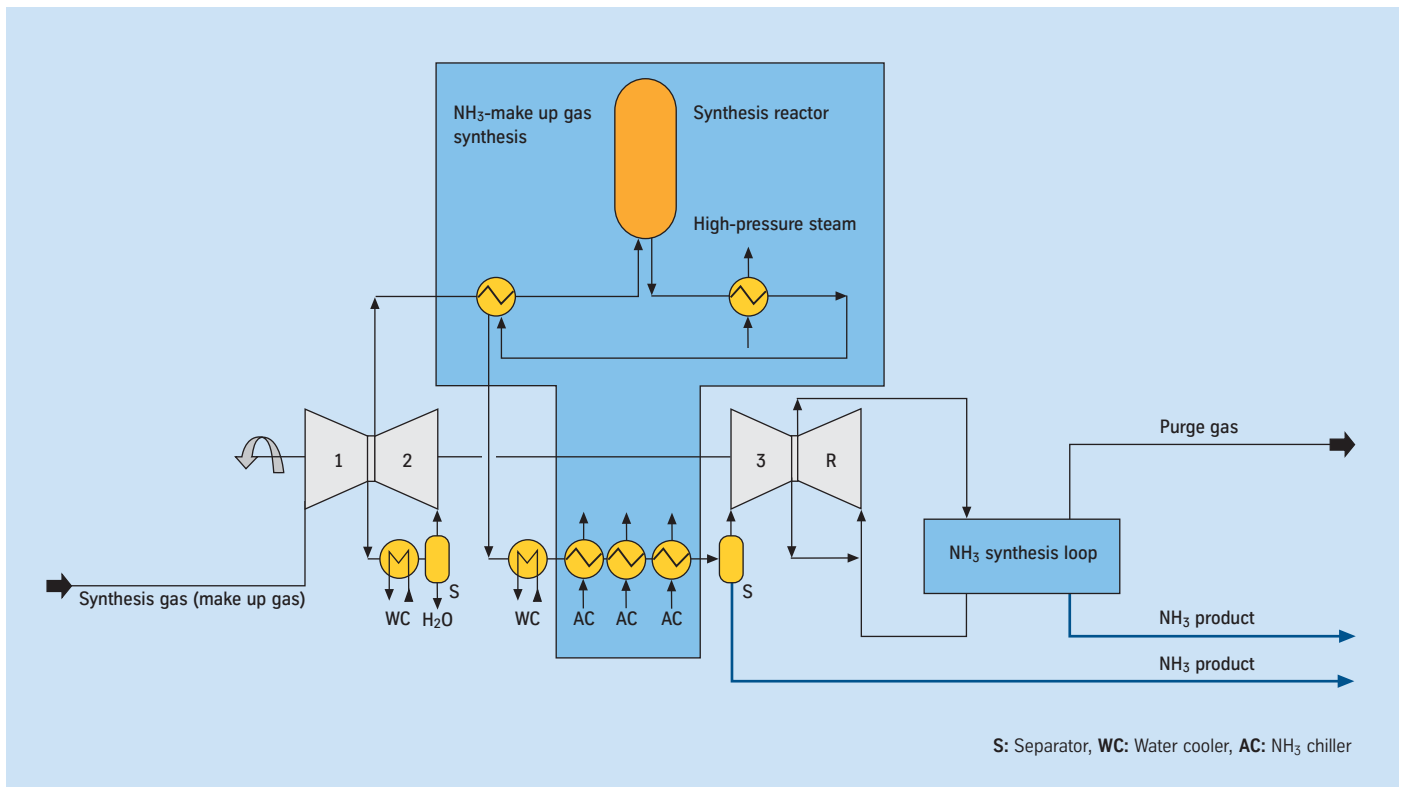 NH₃-make up gas
synthesis
Synthesis reactor
High-pressure steam
1
2
3
R
Purge gas
NH₃ synthesis loop
Synthesis gas (make up gas)
S
WC
H₂O
WC
AC
AC
AC
S
NH₃ product
NH₃ product
S: Separator, WC: Water cooler, AC: NH₃ chiller